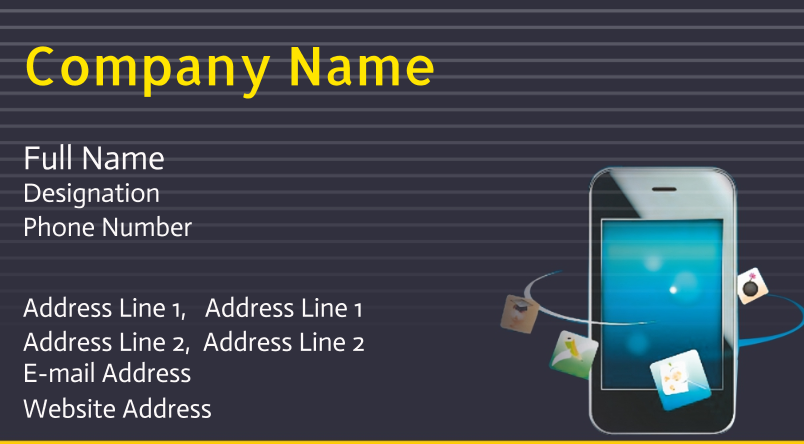 Company Name
Full Name
Designation
Phone Number
Address Line 1,   Address Line 1
Address Line 2,  Address Line 2
E-mail Address
Website Address